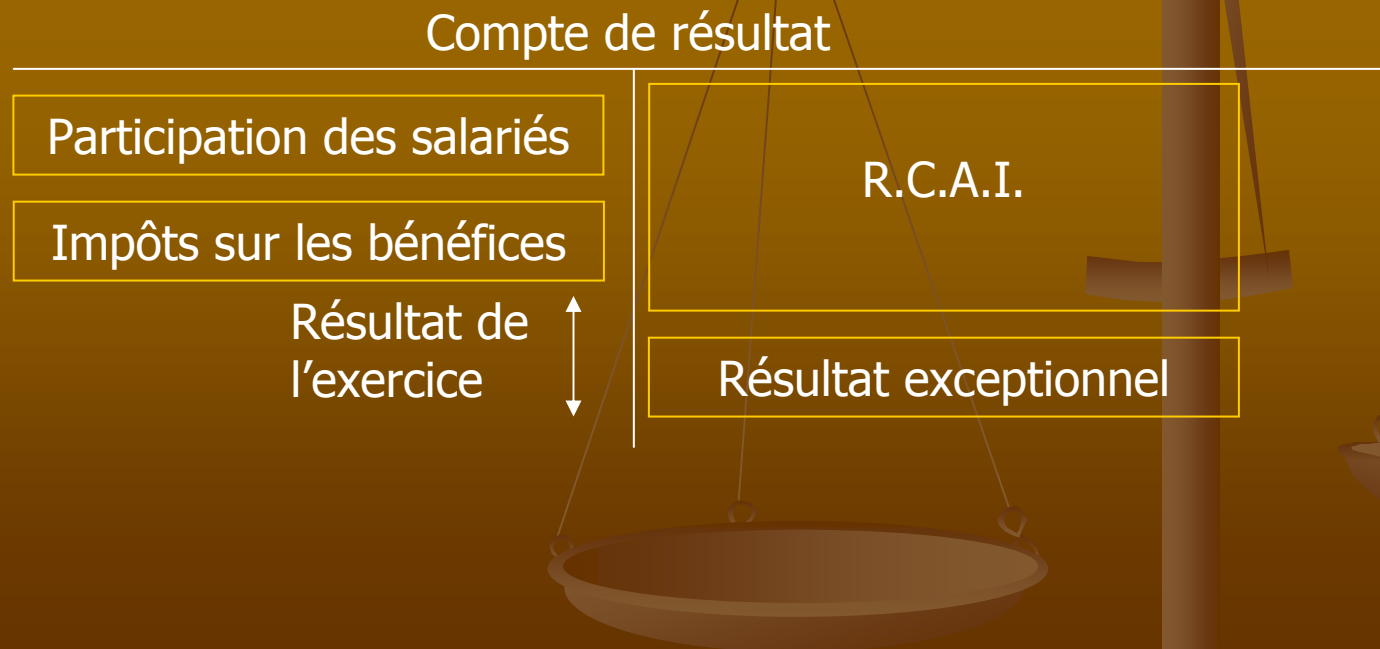 Compte de résultat
Participation des salariés
Impôts sur les bénéfices
Résultat de
l’exercice
R.C.A.I.
Résultat exceptionnel